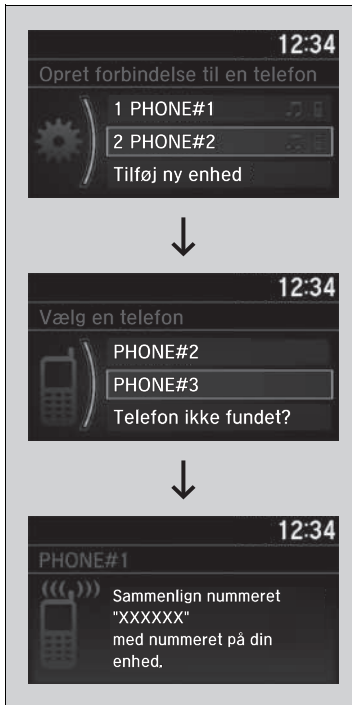 12:34
Opret forbindelse til en telefon
1 PHONE#1
2 PHONE#2
Tilføj ny enhed
12:34
Vælg en telefon
PHONE#2
PHONE#3
Telefon ikke fundet?
12:34
PHONE#1
Sammenlign nummeret
"XXXXXX"
med nummeret på din
enhed.